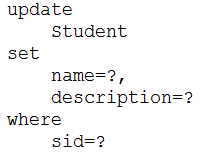 update
    Student
set
    name=?,
    description=?
where
    sid=?